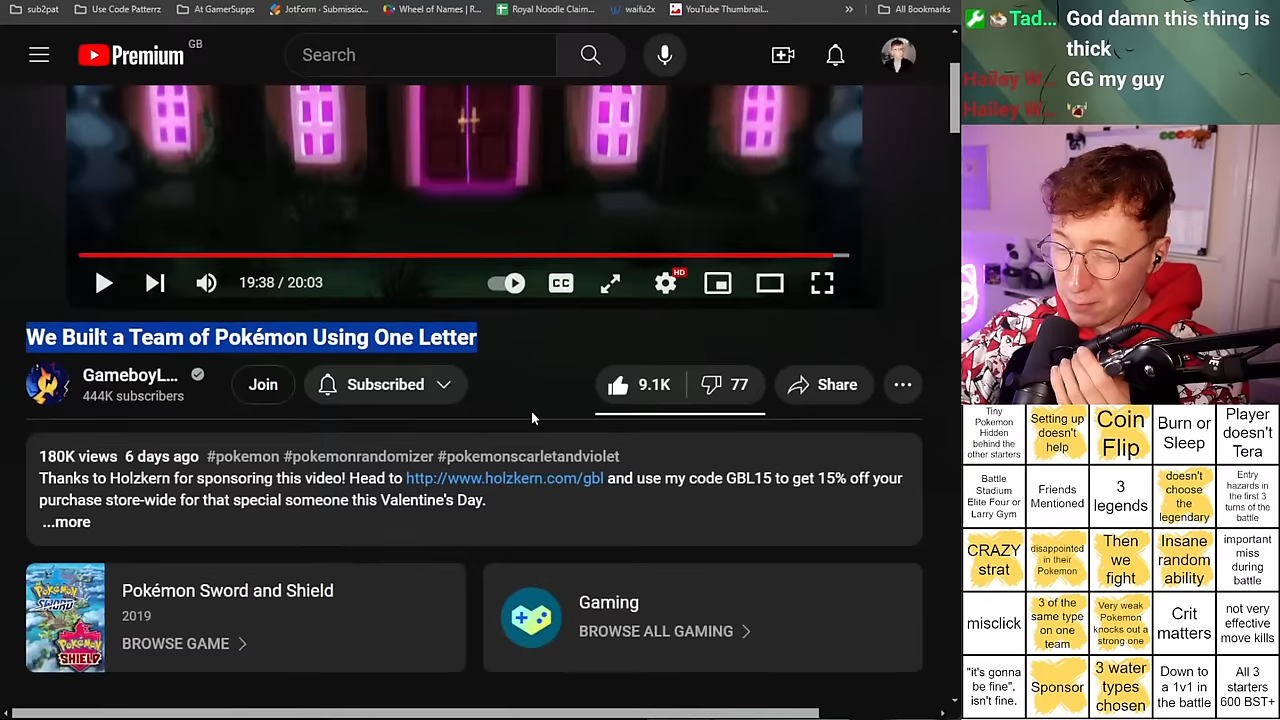 sub2pat
Use Code Patterrz
At GamerSupps
JotForm · Submissio...
Wheel of Names | R...
Royal Noodle Claim...
waifu2x
YouTube Thumbnail...
»
All Bookmarks
Premium GB
Search
19:38 / 20:03
CC
HD
We Built a Team of Pokémon Using One Letter
GameboyL...
444K subscribers
Join
Subscribed
9.1K
77
Share
180K views 6 days ago #pokemon #pokemonrandomizer #pokemonscarletandviolet
Thanks to Holzkern for sponsoring this video! Head to http://www.holzkern.com/gbl and use my code GBL15 to get 15% off your
purchase store-wide for that special someone this Valentine's Day.
...more
POKÉMON SWORD
POKÉMON SHIELD
Pokémon Sword and Shield
2019
BROWSE GAME
Gaming
BROWSE ALL GAMING
Tad... God damn this thing is
thick
Hailey W... GG my guy
Hailey W...
Tiny
Pokemon
Hidden
behind the
other starters
Setting up
doesn't
help
Coin
Flip
Burn or
Sleep
Player
doesn't
Tera
Battle
Stadium
Elite Four or
Larry Gym
Friends
Mentioned
3
legends
doesn't
choose
the
legendary
Entry
hazards in
the first 3
turns of the
battle
CRAZY
strat
disappointed
in their
Pokemon
Then
we
fight
Insane
random
ability
important
miss
during
battle
misclick
3 of the
same type
on one
team
Very weak
Pokemon
knocks out a
strong one
Crit
matters
not very
effective
move kills
"it's gonna
be fine".
isn't fine.
Sponsor
3 water
types
chosen
Down to
a 1v1 in
the battle
All 3
starters
600 BST+